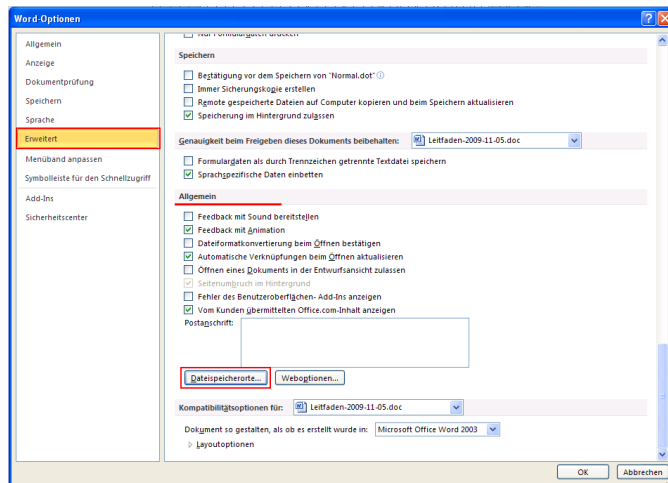 Word-Optionen
Allgemein
Anzeige
Dokumentprüfung
Speichern
Sprache
Erweitert
Menüband anpassen
Symbolleiste für den Schnellzugriff
Add-Ins
Sicherheitscenter
Nur Formulardaten drucken
Speichern
Bestätigung vor dem Speichern von "Normal.dot"
Immer Sicherungskopie erstellen
Remote gespeicherte Dateien auf Computer kopieren und beim Speichern aktualisieren
Speicherung im Hintergrund zulassen
Genauigkeit beim Freigeben dieses Dokuments beibehalten: Leitfaden-2009-11-05.doc
Formulardaten als durch Trennzeichen getrennte Textdatei speichern
Sprachspezifische Daten einbetten
Allgemein
Feedback mit Sound bereitstellen
Feedback mit Animation
Dateiformatkonvertierung beim Öffnen bestätigen
Automatische Verknüpfungen beim Öffnen aktualisieren
Öffnen eines Dokuments in der Entwurfsansicht zulassen
Seitenumbruch im Hintergrund
Fehler des Benutzeroberflächen- Add-Ins anzeigen
Vom Kunden übermittelten Office.com-Inhalt anzeigen
Postanschrift:
Dateispeicherorte... Weboptionen...
Kompatibilitätsoptionen für: Leitfaden-2009-11-05.doc
Dokument so gestalten, als ob es erstellt wurde in: Microsoft Office Word 2003
Layoutoptionen
OK Abbrechen